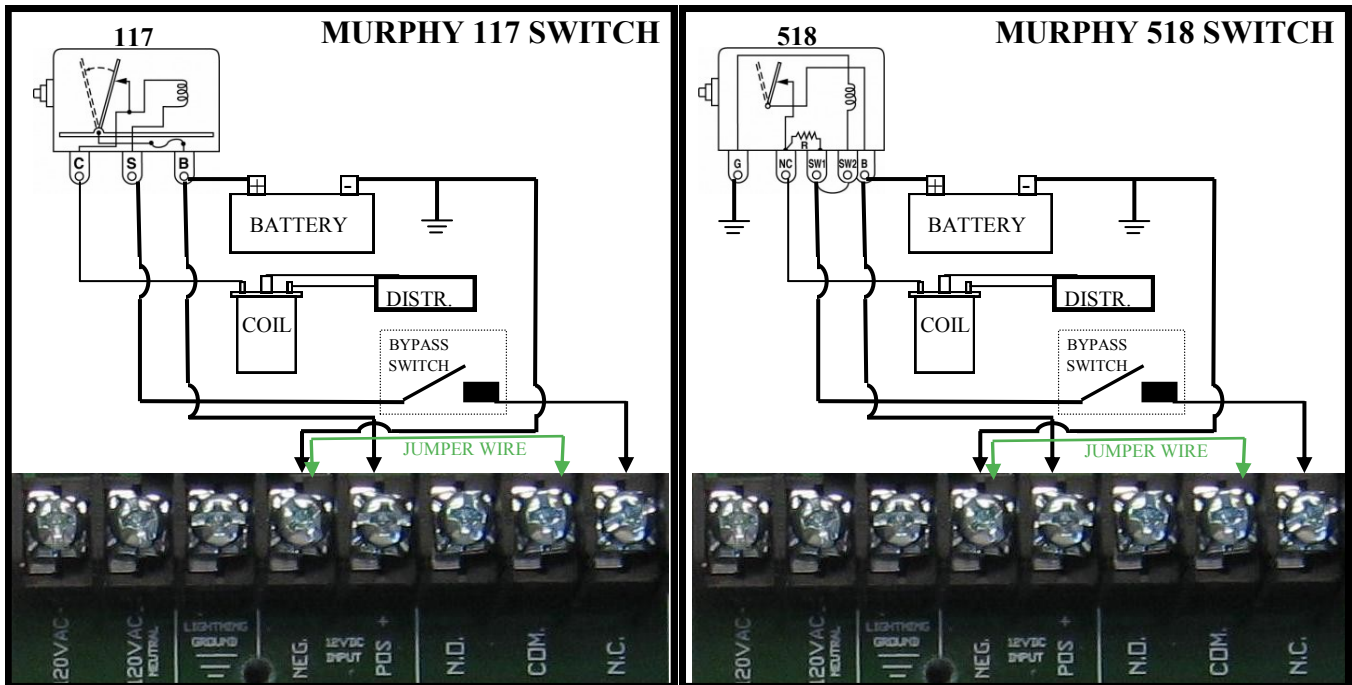 MURPHY 117 SWITCH
117
C
S
B
+
-
BATTERY
COIL
DISTR.
BYPASS
SWITCH
JUMPER WIRE
120VAC
120VAC
NEUTRAL
LIGHTNING
GROUND
NEG.
12VDC
INPUT
POS +
N.O.
COM.
N.C.
MURPHY 518 SWITCH
518
R
G
NC
SW1
SW2
B
+
-
BATTERY
COIL
DISTR.
BYPASS
SWITCH
JUMPER WIRE
120VAC
120VAC
NEUTRAL
LIGHTNING
GROUND
NEG.
12VDC
INPUT
POS +
N.O.
COM.
N.C.